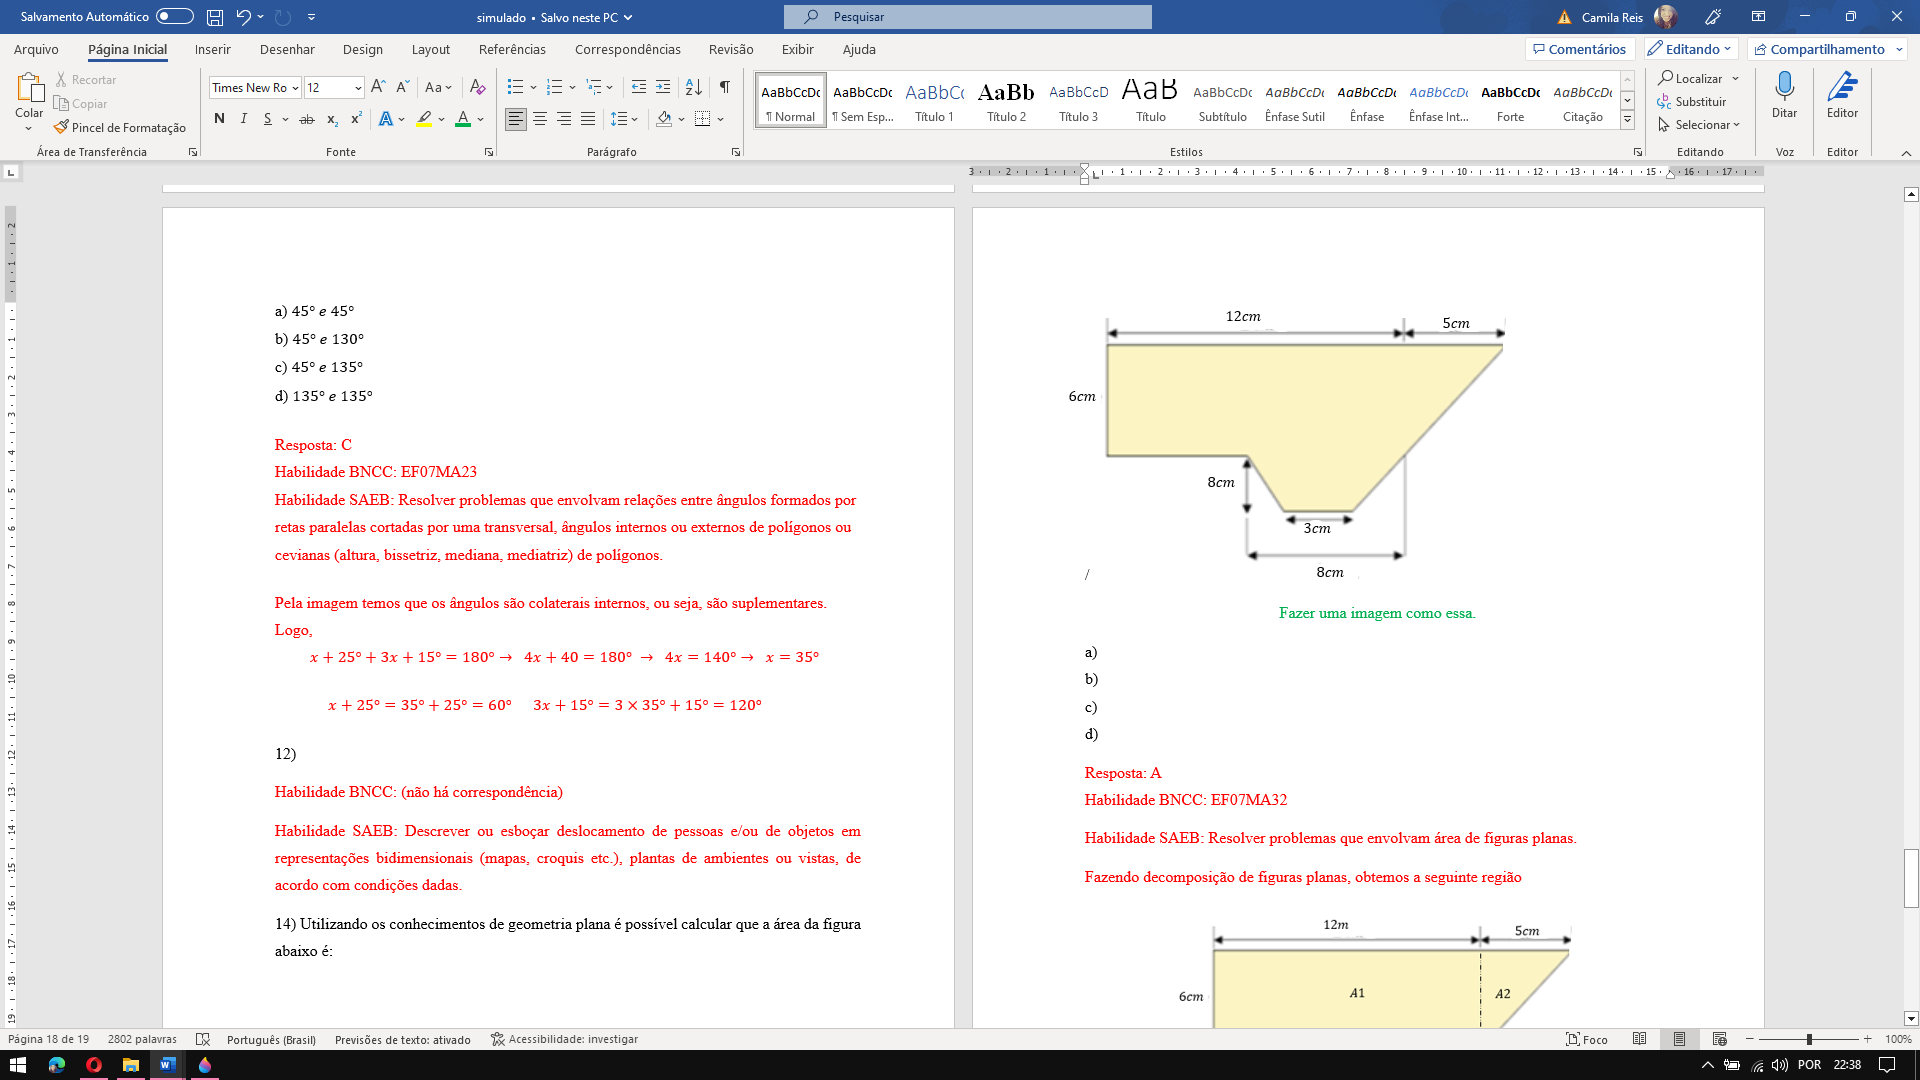 Salvamento Automático
simulado • Salvo neste PC
Pesquisar
Camila Reis
Arquivo
Página Inicial
Inserir
Desenhar
Design
Layout
Referências
Correspondências
Revisão
Exibir
Ajuda
Comentários
Editando
Compartilhamento
Colar
Recortar
Copiar
Pincel de Formatação
Área de Transferência
Times New Ro
12
Fonte
Parágrafo
AaBbCcDc
¶ Normal
AaBbCcDc
¶ Sem Esp...
AaBbCc
Título 1
AaBb
Título 2
AaBbCcD
Título 3
AaB
Título
AaBbCcDc
Subtítulo
AaBbCcDc
Ênfase Sutil
AaBbCcDc
Ênfase
AaBbCcDc
Ênfase Int...
AaBbCcDc
Forte
AaBbCcDc
Citação
Estilos
Localizar
Substituir
Selecionar
Editando
Ditar
Voz
Editor
Editor
a) 45° e 45°
b) 45° e 130°
c) 45° e 135°
d) 135° e 135°
Resposta: C
Habilidade BNCC: EF07MA23
Habilidade SAEB: Resolver problemas que envolvam relações entre ângulos formados por
retas paralelas cortadas por uma transversal, ângulos internos ou externos de polígonos ou
cevianas (altura, bissetriz, mediana, mediatriz) de polígonos.
Pela imagem temos que os ângulos são colaterais internos, ou seja, são suplementares.
Logo,
x + 25° + 3x + 15° = 180° → 4x + 40 = 180° → 4x = 140° → x = 35°
x + 25° = 35° + 25° = 60° 3x + 15° = 3 × 35° + 15° = 120°
12)
Habilidade BNCC: (não há correspondência)
Habilidade SAEB: Descrever ou esboçar deslocamento de pessoas e/ou de objetos em
representações bidimensionais (mapas, croquis etc.), plantas de ambientes ou vistas, de
acordo com condições dadas.
14) Utilizando os conhecimentos de geometria plana é possível calcular que a área da figura
abaixo é:
12cm
5cm
6cm
8cm
3cm
8cm
/
Fazer uma imagem como essa.
a)
b)
c)
d)
Resposta: A
Habilidade BNCC: EF07MA32
Habilidade SAEB: Resolver problemas que envolvam área de figuras planas.
Fazendo decomposição de figuras planas, obtemos a seguinte região
12m
5cm
6cm
A1
A2
Página 18 de 19
2802 palavras
Português (Brasil)
Previsões de texto: ativado
Acessibilidade: investigar
Foco
100%
POR
22:38